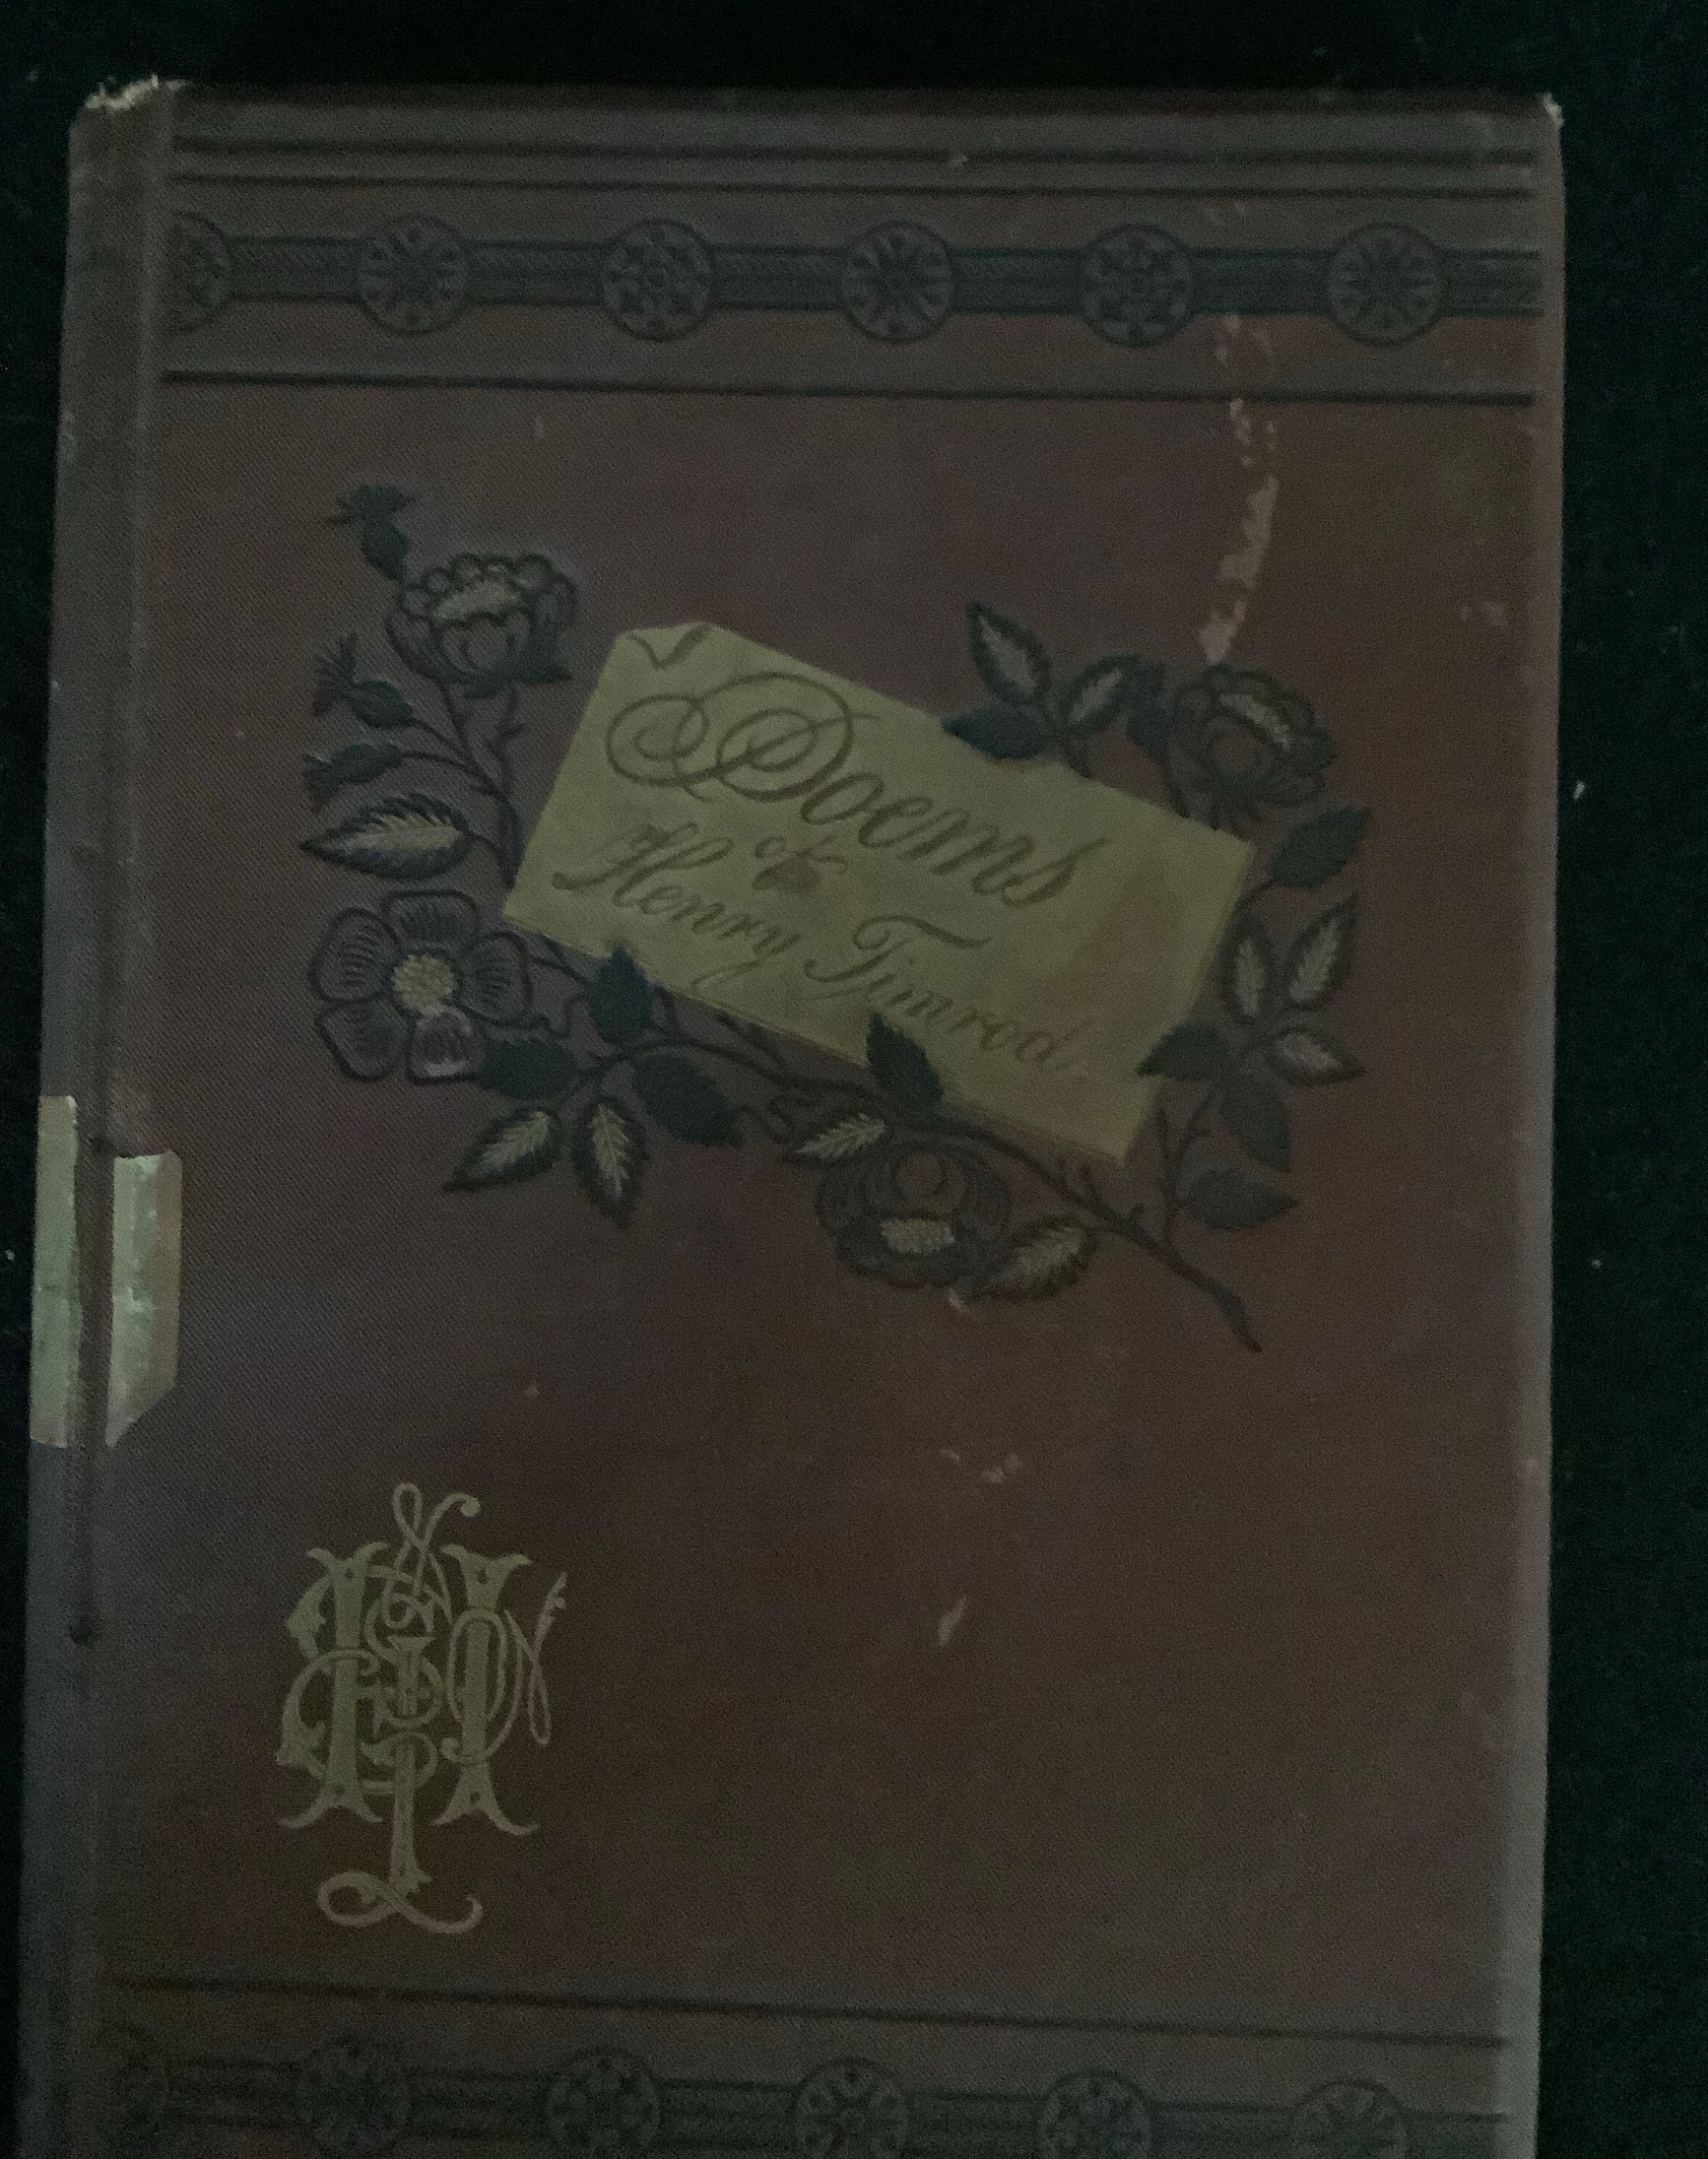 Poems
of
Henry Timrod.